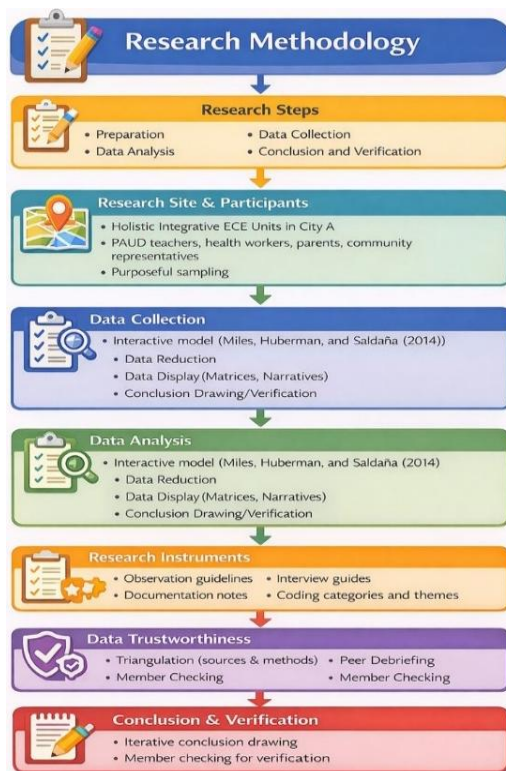 Research Methodology
Research Steps
• Preparation
• Data Collection
• Data Analysis
• Conclusion and Verification
Research Site & Participants
• Holistic Integrative ECE Units in City A
• PAUD teachers, health workers, parents, community
representatives
• Purposeful sampling
Data Collection
• Interactive model (Miles, Huberman, and Saldaña (2014))
• Data Reduction
• Data Display (Matrices, Narratives)
• Conclusion Drawing/Verification
Data Analysis
• Interactive model (Miles, Huberman, and Saldaña (2014)
• Data Reduction
• Data Display (Matrices, Narratives)
• Conclusion Drawing/Verification
Research Instruments
• Observation guidelines
• Interview guides
• Documentation notes
• Coding categories and themes
Data Trustworthiness
• Triangulation (sources & methods)
• Peer Debriefing
• Member Checking
• Member Checking
Conclusion & Verification
• Iterative conclusion drawing
• Member checking for verification